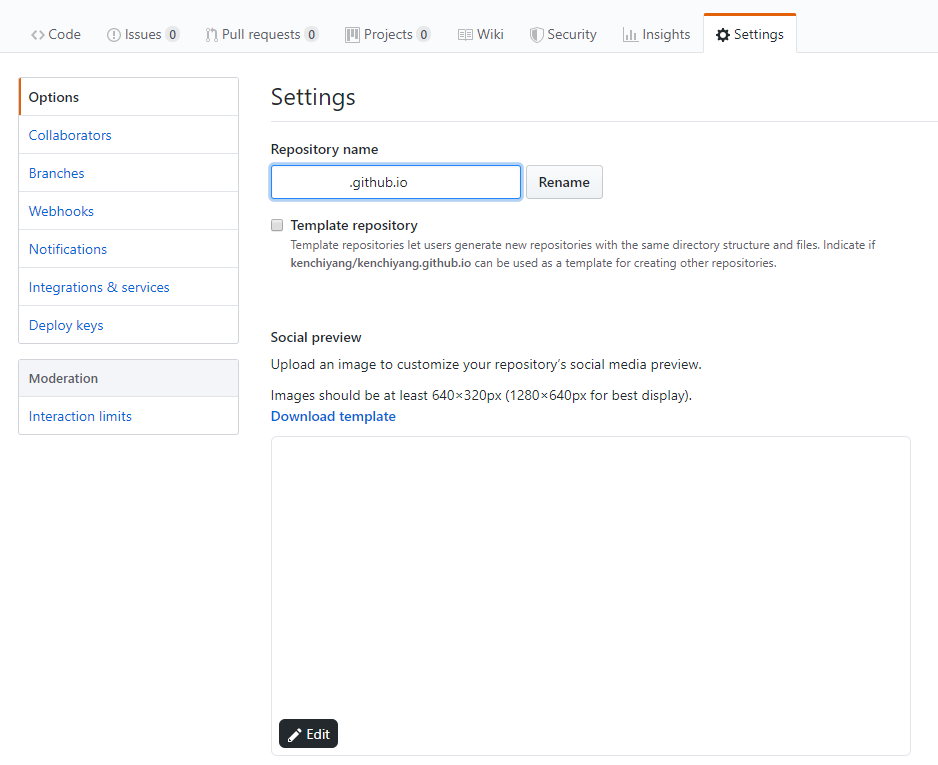 Code Issues 0 Pull requests 0 Projects 0 Wiki Security Insights Settings
Options
Collaborators
Branches
Webhooks
Notifications
Integrations & services
Deploy keys
Moderation
Interaction limits
Settings
Repository name
.github.io Rename
Template repository
Template repositories let users generate new repositories with the same directory structure and files. Indicate if
kenchiyang/kenchiyang.github.io can be used as a template for creating other repositories.
Social preview
Upload an image to customize your repository's social media preview.
Images should be at least 640×320px (1280×640px for best display).
Download template
Edit